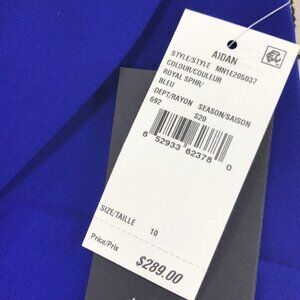 AIDAN
STYLE/STYLE MN1E205037
COLOUR/COULEUR
ROYAL SPHR/
BLEU
DEPT/RAYON SEASON/SAISON
692 S20
6 52933 62378 0
SIZE/TAILLE 10
Price/Prix $289.00